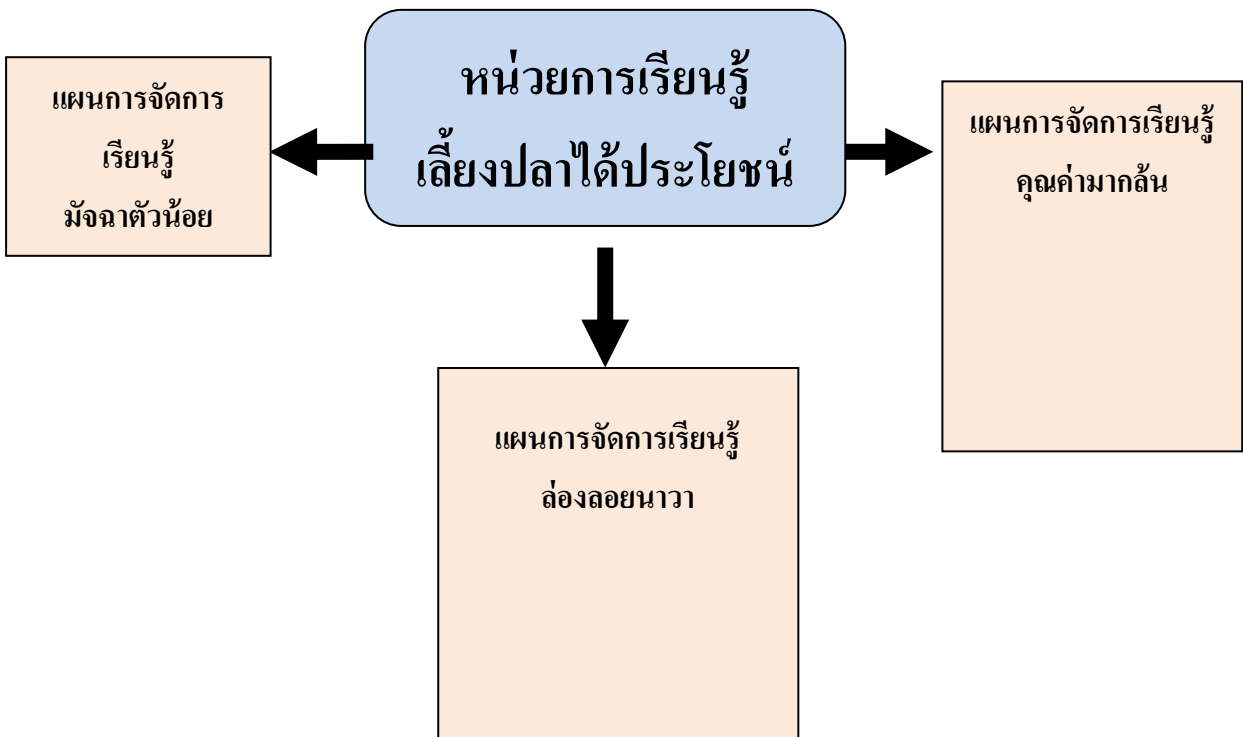 หน่วยการเรียนรู้
เลี้ยงปลาได้ประโยชน์
แผนการจัดการ
เรียนรู้
มัจฉาตัวน้อย
แผนการจัดการเรียนรู้
คุณค่ามากล้น
แผนการจัดการเรียนรู้
ล่องลอยนาวา